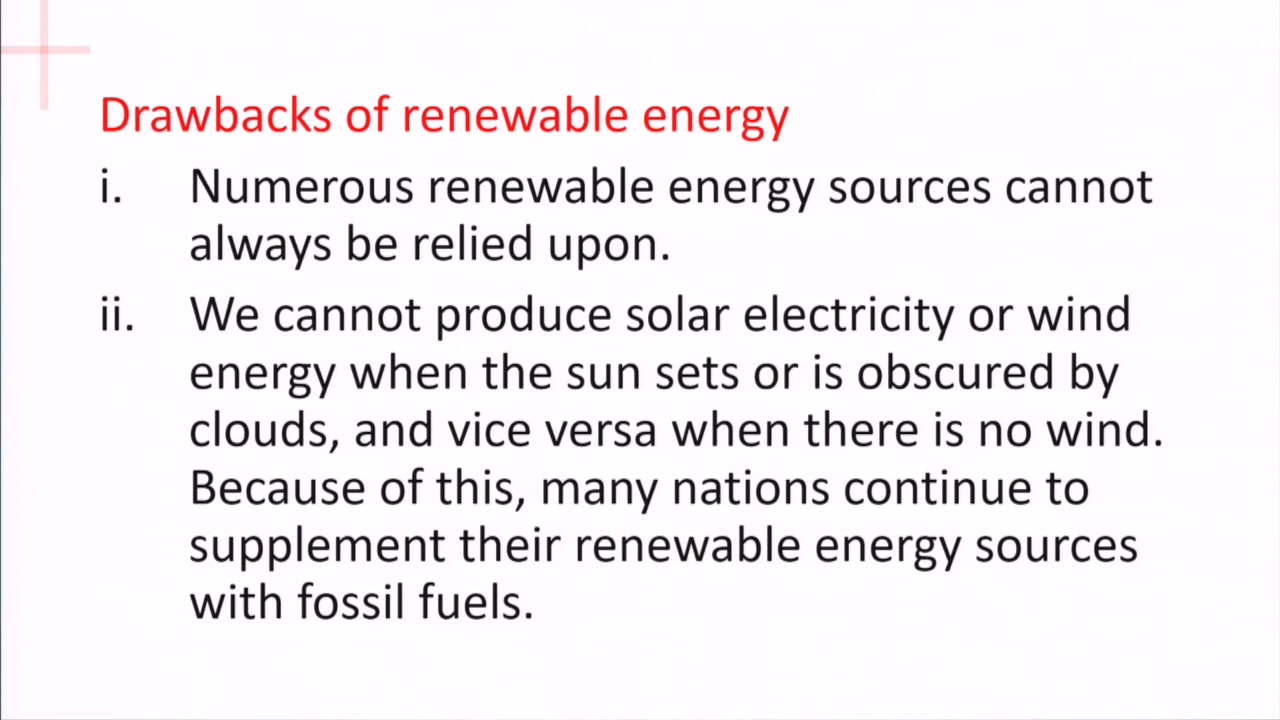 Drawbacks of renewable energy
i. Numerous renewable energy sources cannot
always be relied upon.
ii. We cannot produce solar electricity or wind
energy when the sun sets or is obscured by
clouds, and vice versa when there is no wind.
Because of this, many nations continue to
supplement their renewable energy sources
with fossil fuels.